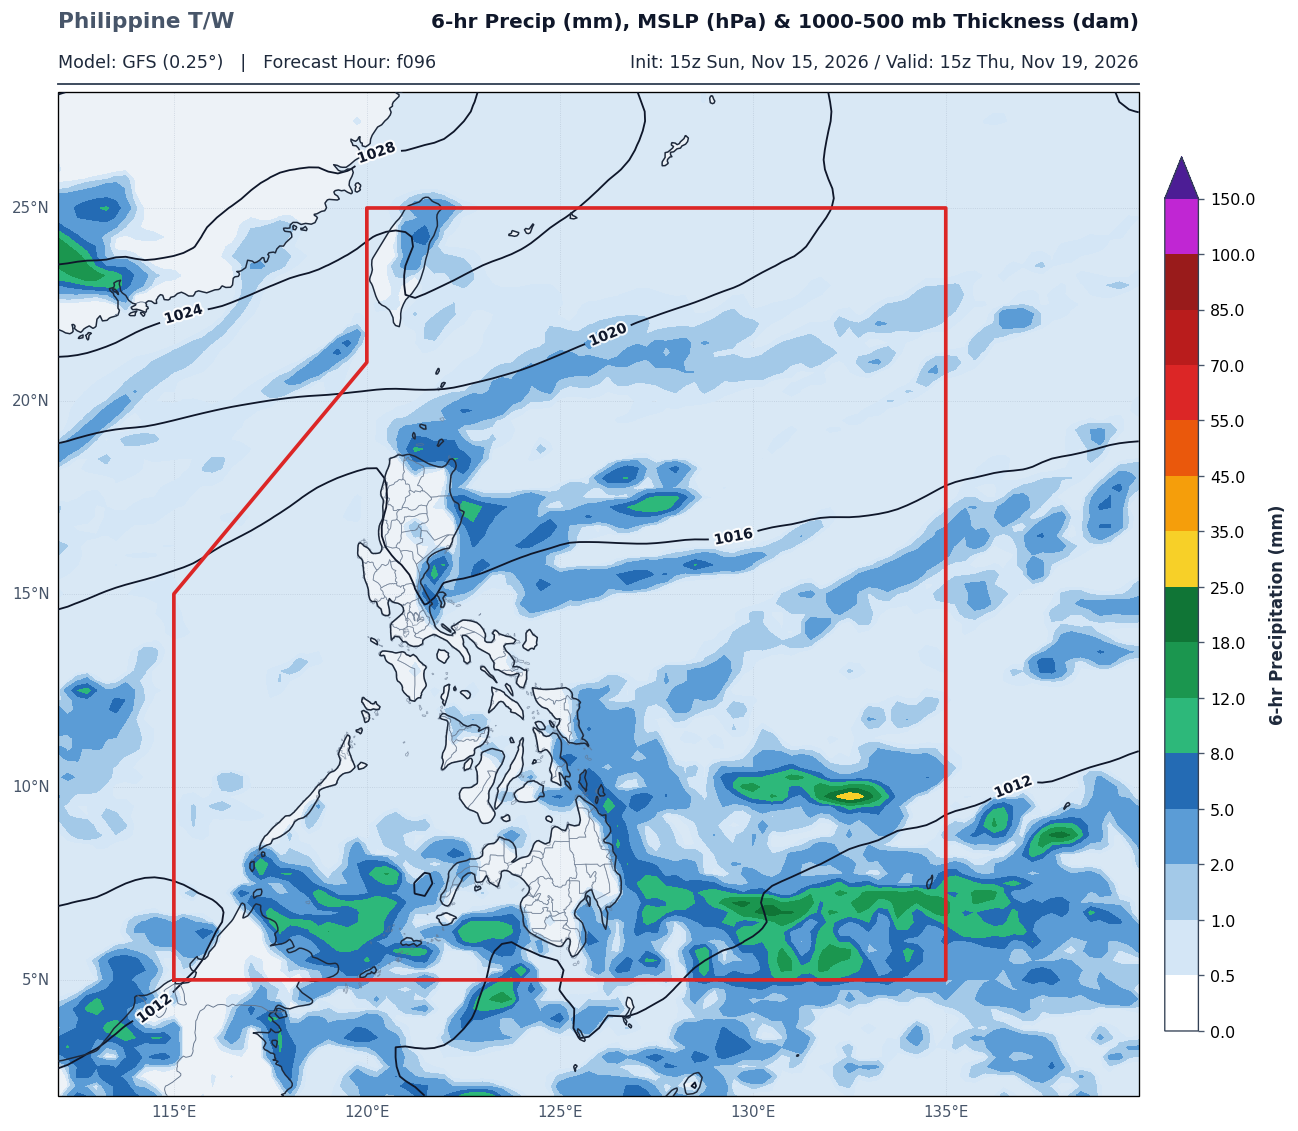 Philippine T/W
6-hr Precip (mm), MSLP (hPa) & 1000-500 mb Thickness (dam)
Model: GFS (0.25°)   |   Forecast Hour: f096
Init: 15z Sun, Nov 15, 2026 / Valid: 15z Thu, Nov 19, 2026
1028
1024
1020
1016
1012
1012
25°N
20°N
15°N
10°N
5°N
115°E
120°E
125°E
130°E
135°E
150.0
100.0
85.0
70.0
55.0
45.0
35.0
25.0
18.0
12.0
8.0
5.0
2.0
1.0
0.5
0.0
6-hr Precipitation (mm)